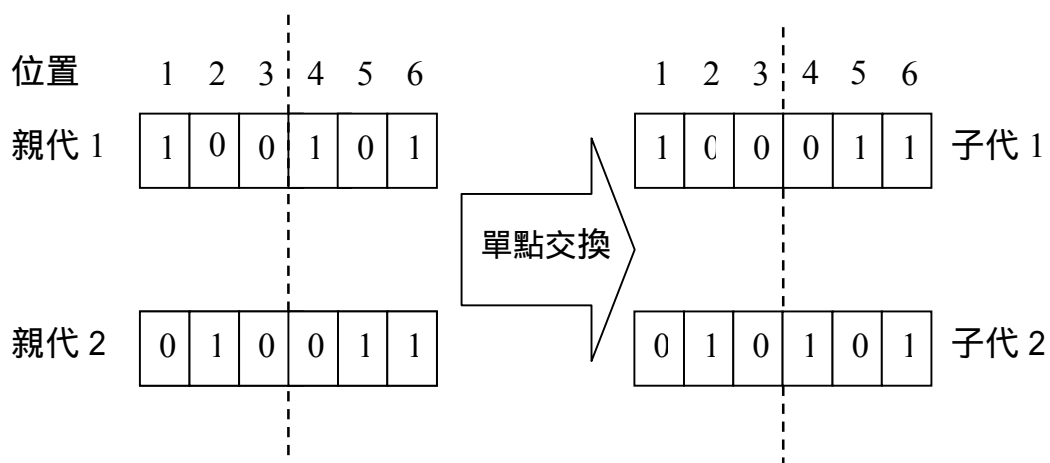 位置 1 2 3 4 5 6 1 2 3 4 5 6
親代 1 1 0 0 1 0 1 1 0 0 0 1 1 子代 1
單點交換
親代 2 0 1 0 0 1 1 0 1 0 1 0 1 子代 2